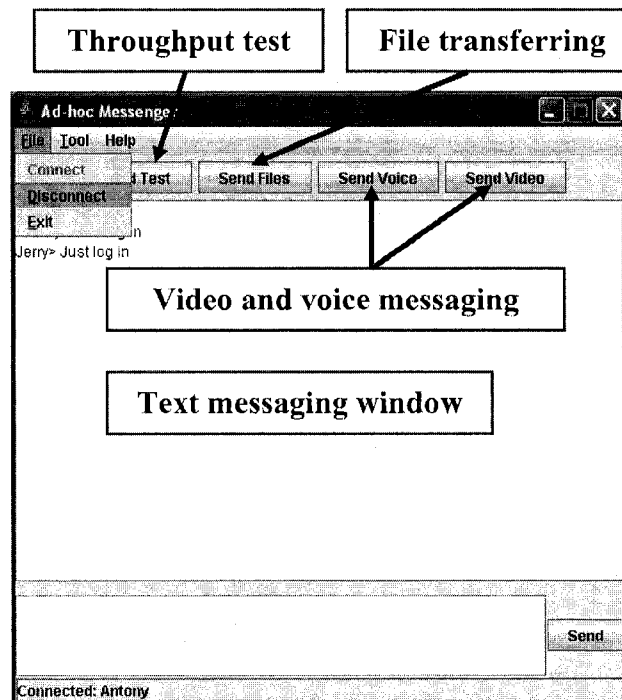 Throughput test
File transferring
Ad-hoc Messenger
File Tool Help
Connect
Disconnect
Exit
Test
Send Files
Send Voice
Send Video
in
Jerry> Just log in
Video and voice messaging
Text messaging window
Send
Connected: Antony